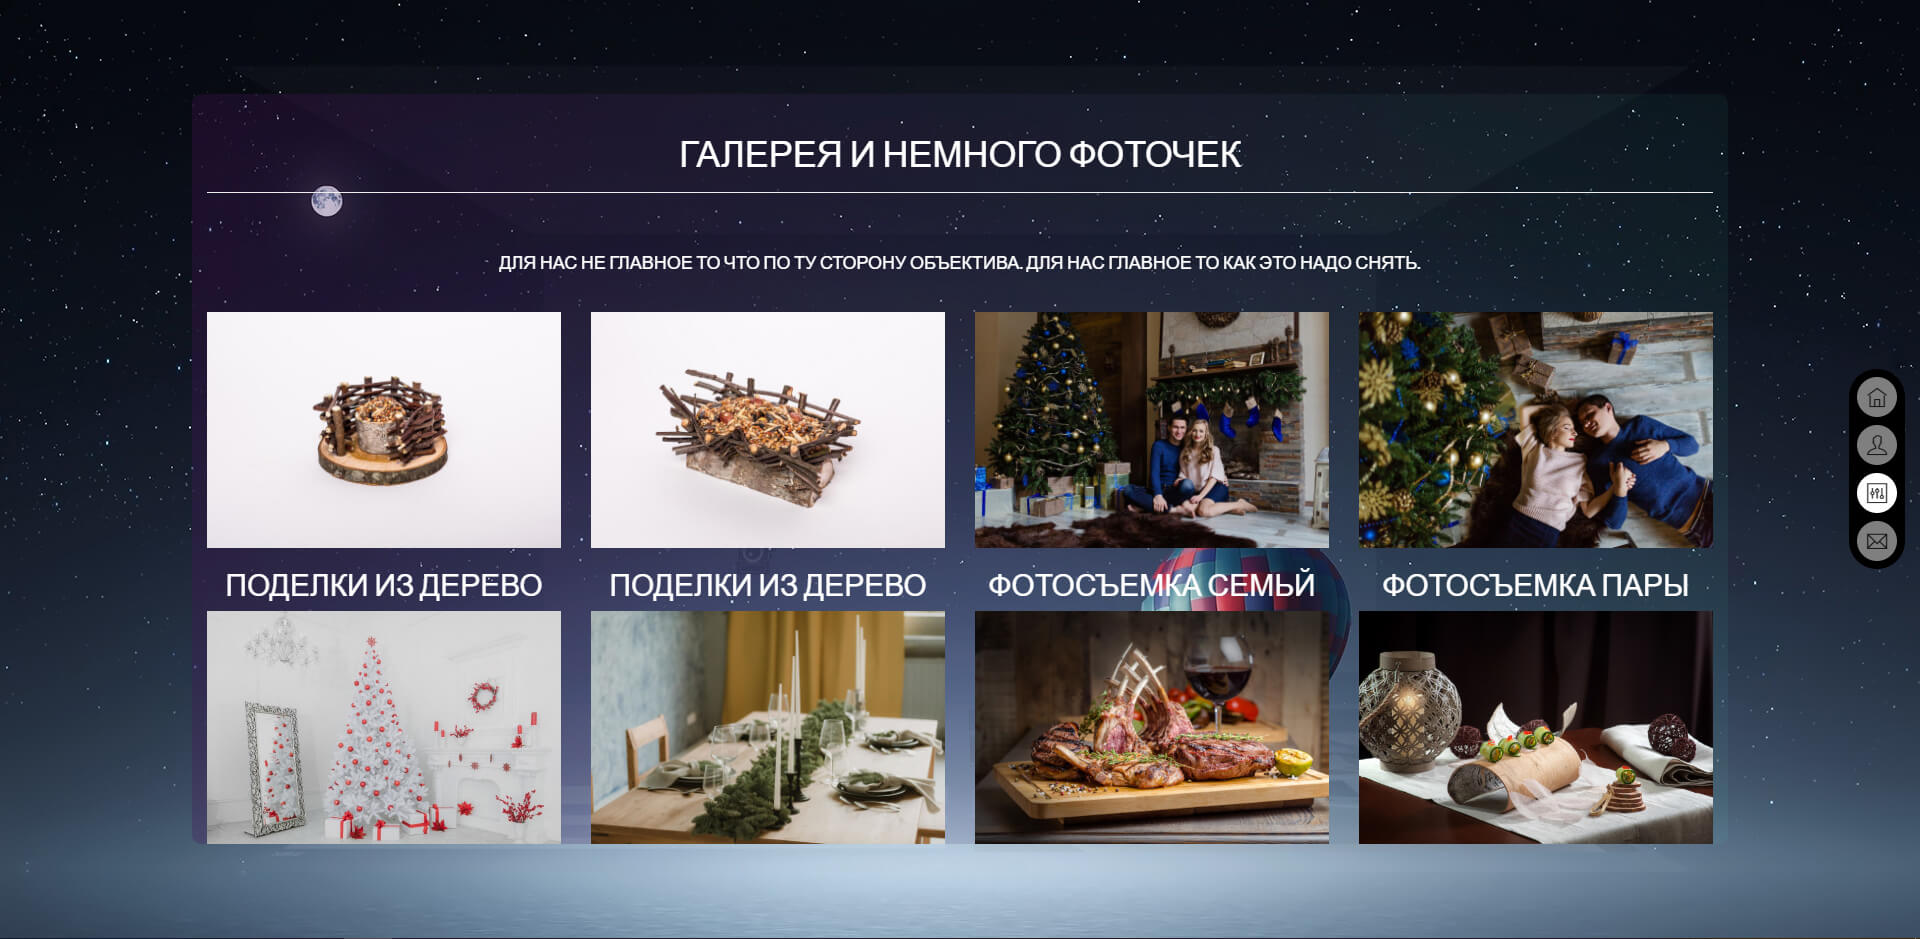 ГАЛЕРЕЯ И НЕМНОГО ФОТОЧЕК
ДЛЯ НАС НЕ ГЛАВНОЕ ТО ЧТО ПО ТУ СТОРОНУ ОБЪЕКТИВА. ДЛЯ НАС ГЛАВНОЕ ТО КАК ЭТО НАДО СНЯТЬ.
ПОДЕЛКИ ИЗ ДЕРЕВО
ПОДЕЛКИ ИЗ ДЕРЕВО
ФОТОСЪЕМКА СЕМЬЙ
ФОТОСЪЕМКА ПАРЫ